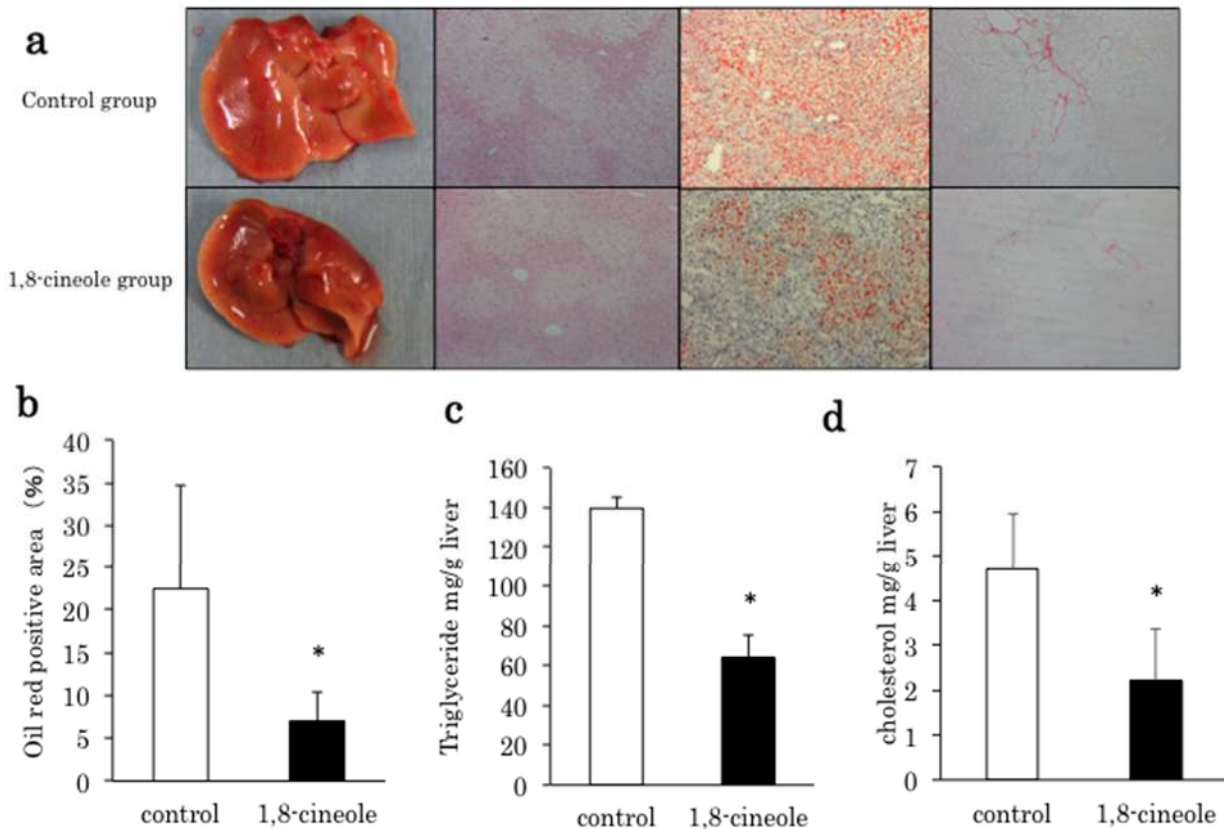 a
Control group
1,8-cineole group
b
Oil red positive area (%)
40
35
30
25
20
15
10
5
0
*
control 1,8-cineole
c
Triglyceride mg/g liver
160
140
120
100
80
60
40
20
0
*
control 1,8-cineole
d
cholesterol mg/g liver
7
6
5
4
3
2
1
0
*
control 1,8-cineole